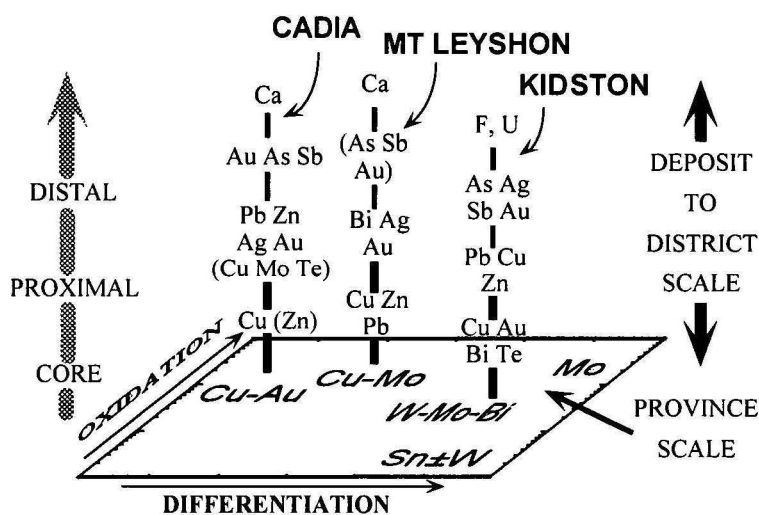 CADIA
MT LEYSHON
KIDSTON
Ca
Au As Sb
Pb Zn
Ag Au
(Cu Mo Te)
Cu (Zn)
Cu-Au
Ca
(As Sb
Au)
Bi Ag
Au
Cu Zn
Pb
Cu-Mo
F, U
As Ag
Sb Au
Pb Cu
Zn
Cu Au
Bi Te
W-Mo-Bi
Mo
Sn±W
DISTAL
PROXIMAL
CORE
OXIDATION
DIFFERENTIATION
DEPOSIT
TO
DISTRICT
SCALE
PROVINCE
SCALE